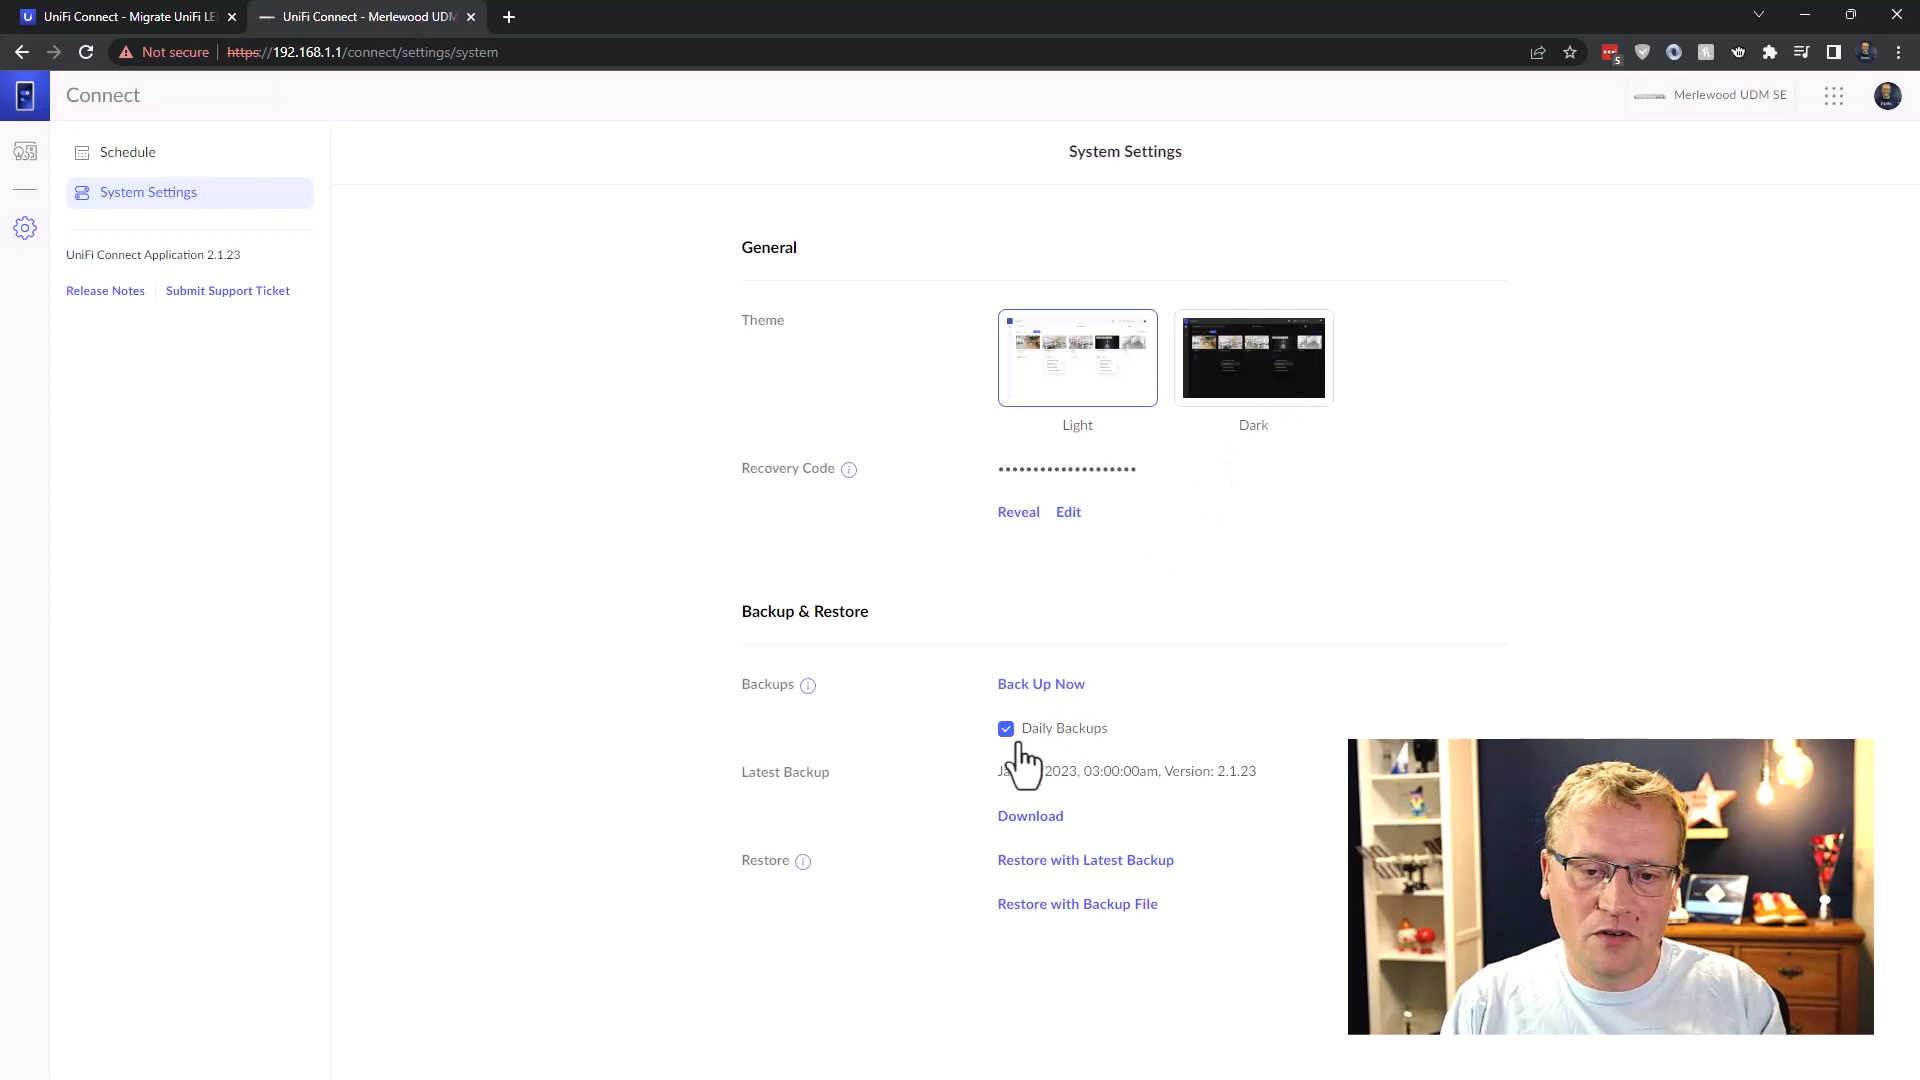 UniFi Connect - Migrate UniFi LE
UniFi Connect - Merlewood UDM
Not secure
https://192.168.1.1/connect/settings/system
5
Connect
Merlewood UDM SE
Schedule
System Settings
UniFi Connect Application 2.1.23
Release Notes
Submit Support Ticket
System Settings
General
Theme
Light
Dark
Recovery Code
Reveal
Edit
Backup & Restore
Backups
Back Up Now
Daily Backups
Latest Backup
2023, 03:00:00am, Version: 2.1.23
Download
Restore
Restore with Latest Backup
Restore with Backup File